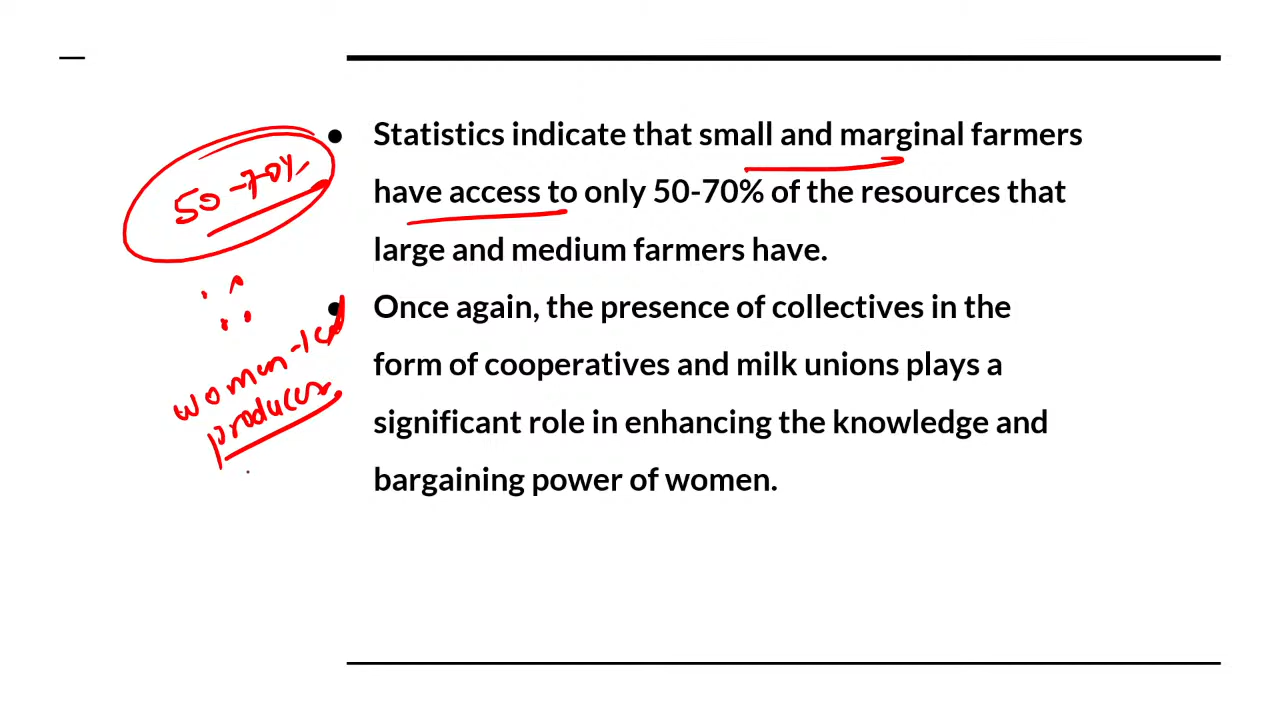 Statistics indicate that small and marginal farmers
have access to only 50-70% of the resources that
large and medium farmers have.
Once again, the presence of collectives in the
form of cooperatives and milk unions plays a
significant role in enhancing the knowledge and
bargaining power of women.
50-70%
women-led
producers